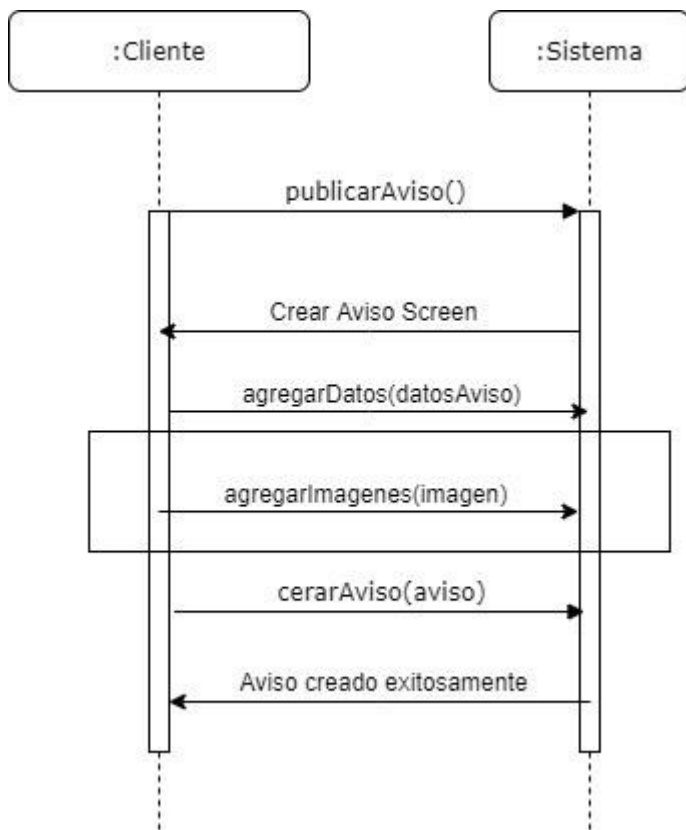 :Cliente
:Sistema
publicarAviso()
Crear Aviso Screen
agregarDatos(datosAviso)
agregarImagenes(imagen)
cerarAviso(aviso)
Aviso creado exitosamente